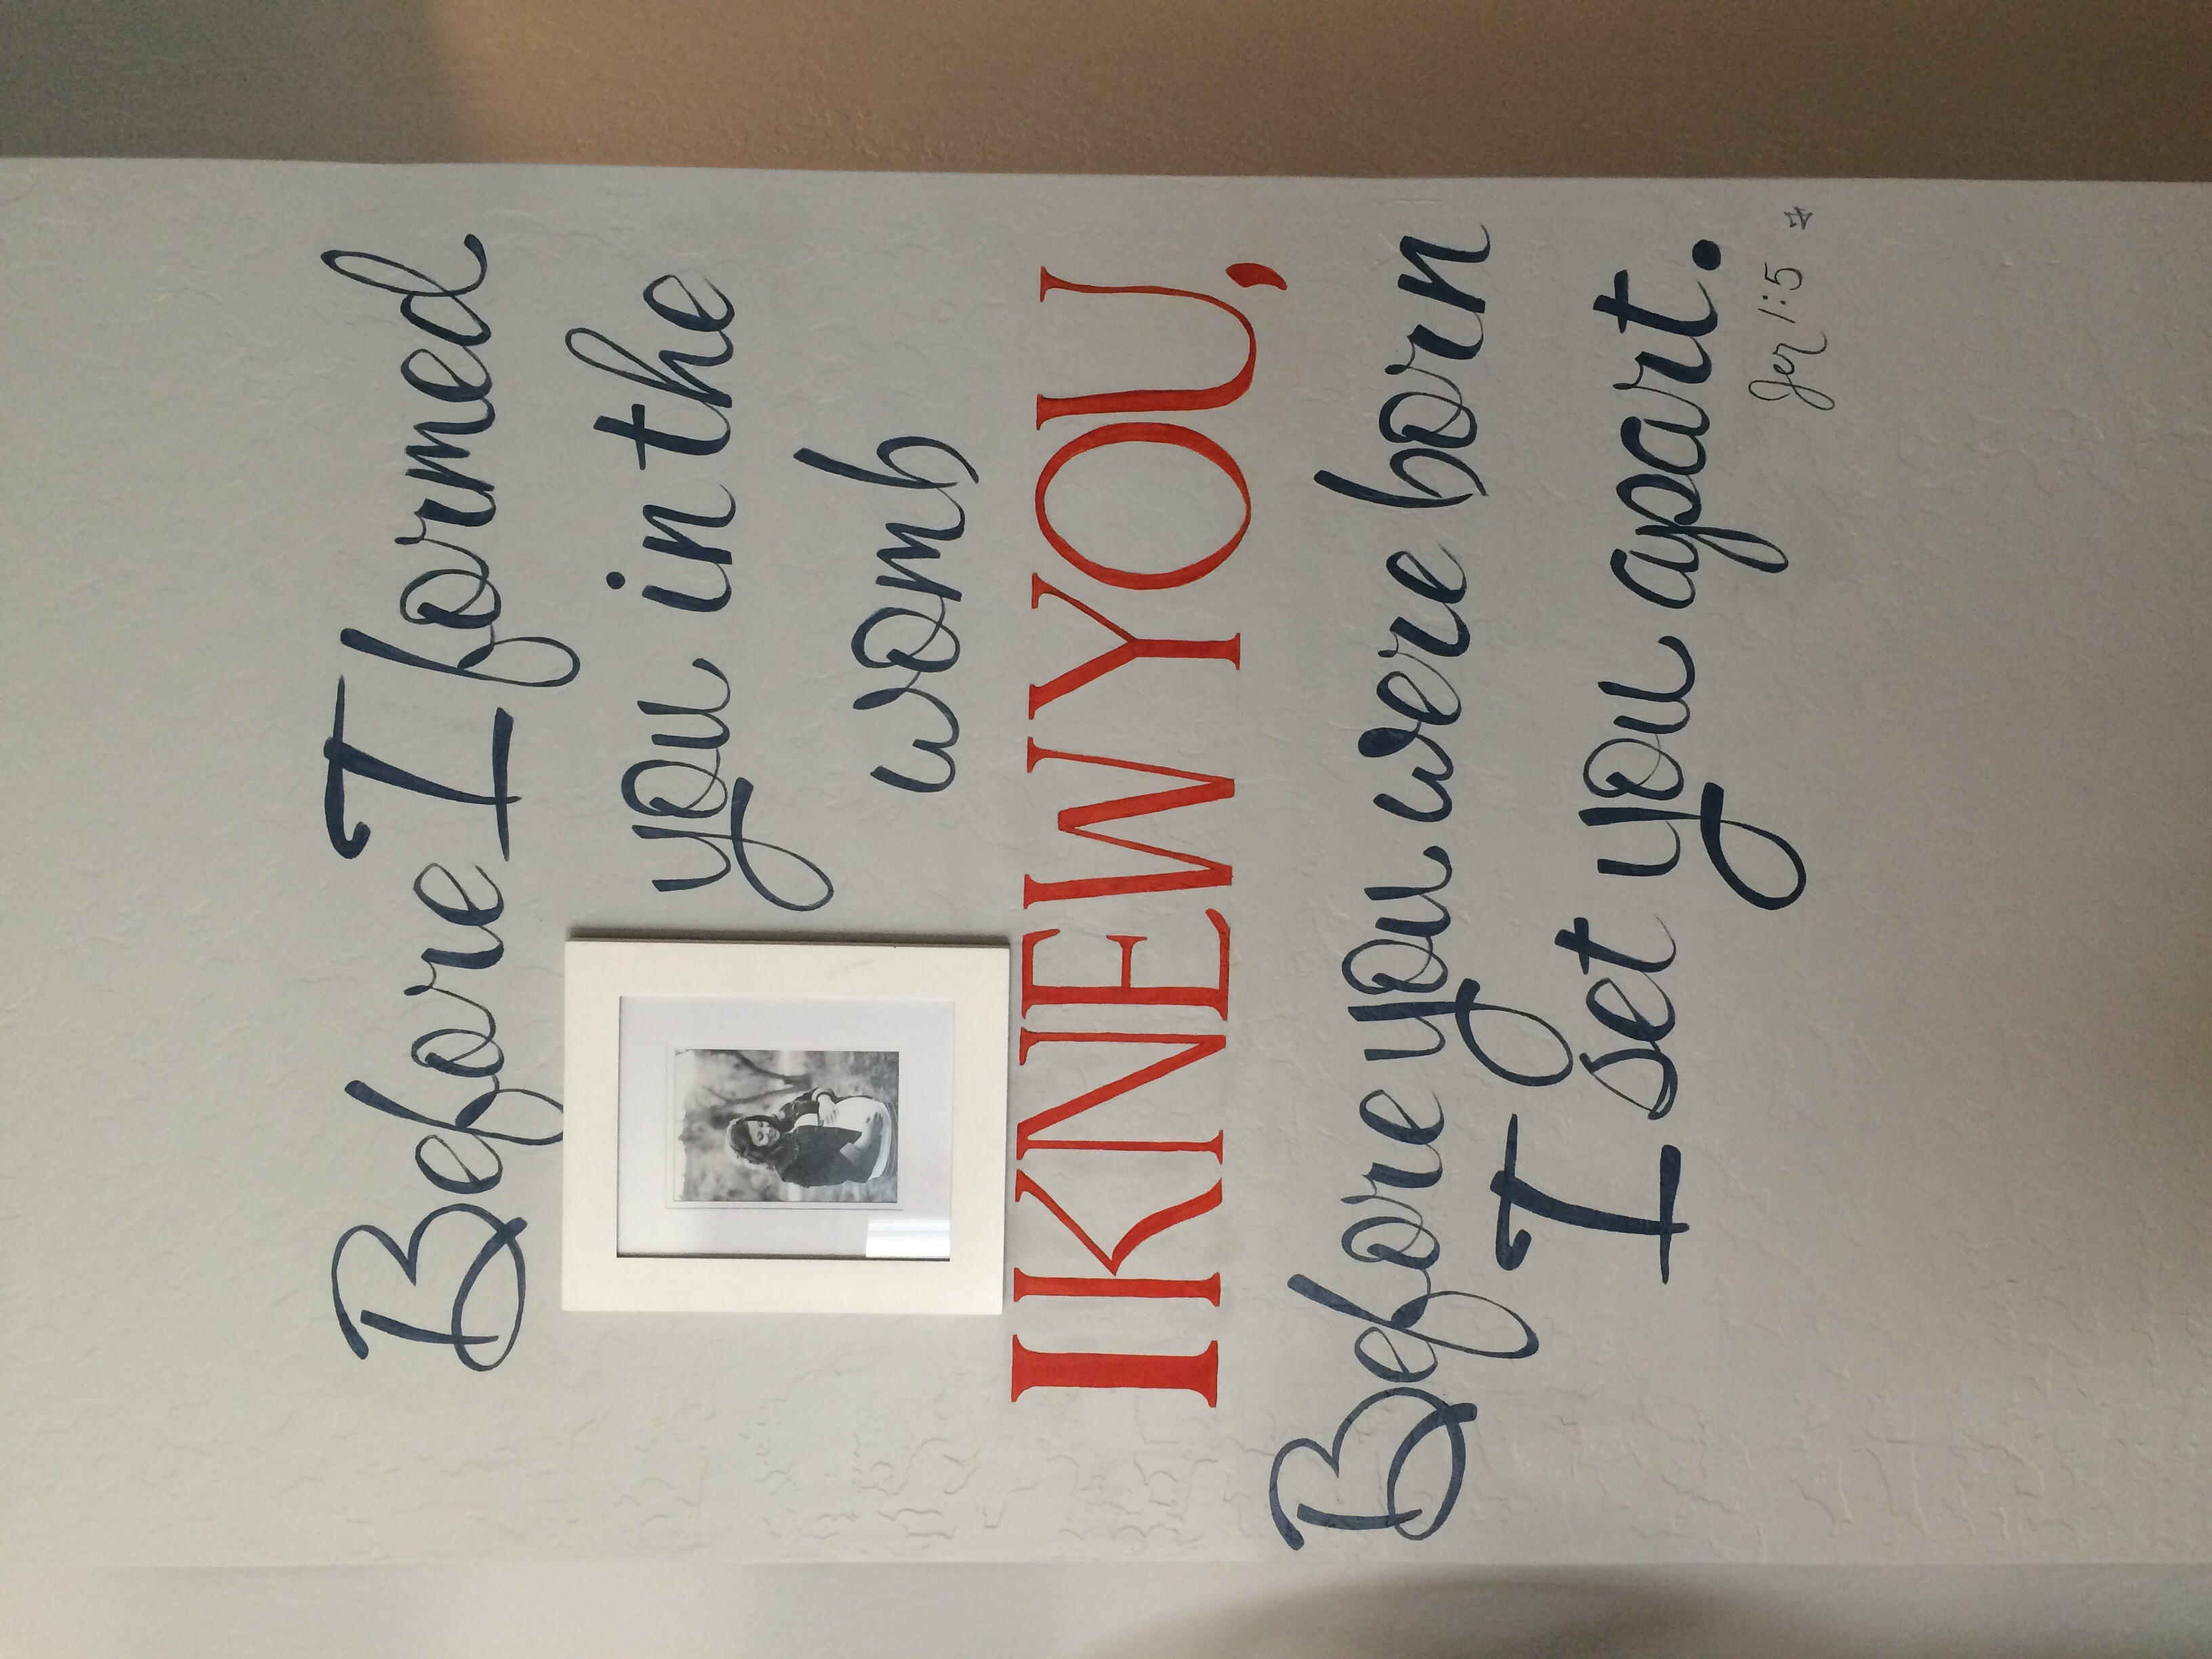 Before I formed
you in the
womb
I KNEW YOU,
Before you were born
I set you apart.
Jer 1:5